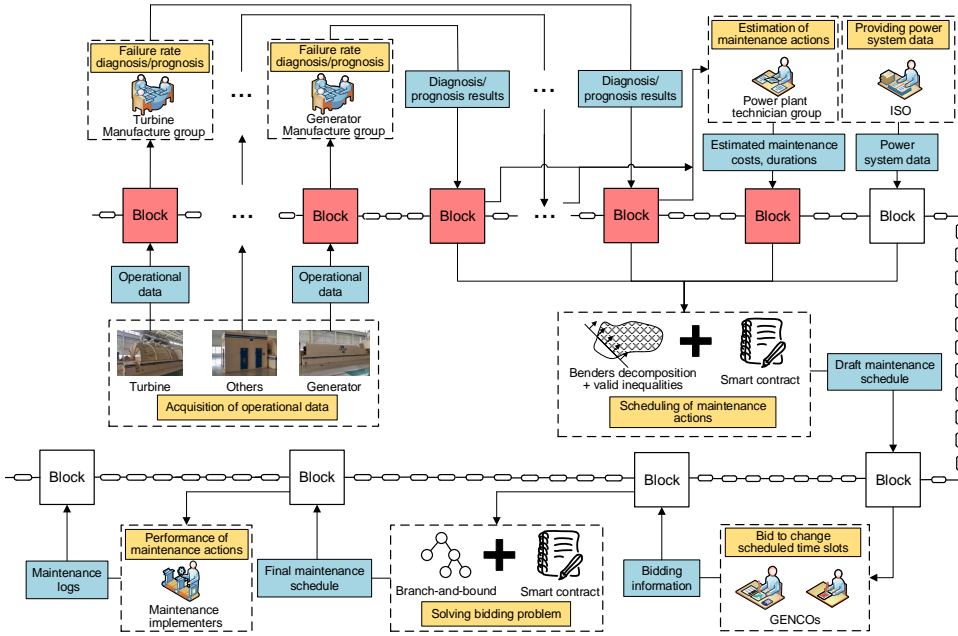 Failure rate
diagnosis/prognosis
Turbine
Manufacture group
...
Failure rate
diagnosis/prognosis
Generator
Manufacture group
Diagnosis/
prognosis results
...
Diagnosis/
prognosis results
Estimation of
maintenance actions
Power plant
technician group
Providing power
system data
ISO
Estimated maintenance
costs, durations
Power
system data
Block
...
Block
Block
...
Block
Block
Block
Operational
data
Operational
data
Turbine
Others
Generator
Acquisition of operational data
Benders decomposition
+ valid inequalities
Smart contract
Scheduling of maintenance
actions
Draft maintenance
schedule
Block
Block
Block
Block
Maintenance
logs
Performance of
maintenance actions
Maintenance
implementers
Final maintenance
schedule
Branch-and-bound
Smart contract
Solving bidding problem
Bidding
information
Bid to change
scheduled time slots
GENCOs